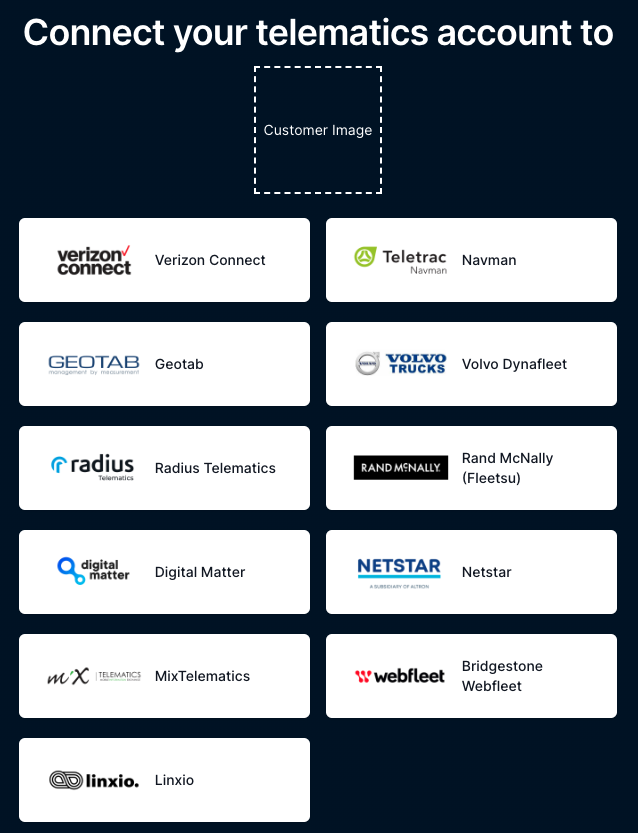 Connect your telematics account to
Customer Image
verizon
connect
Verizon Connect
Teletrac
Navman
Navman
GEOTAB
management by measurement
Geotab
VOLVO
TRUCKS
Volvo Dynafleet
radius
Telematics
Radius Telematics
RAND MCNALLY
Rand McNally
(Fleetsu)
digital
matter
Digital Matter
NETSTAR
A SUBSIDIARY OF ALTRON
Netstar
mix
TELEMATICS
MixTelematics
webfleet
Bridgestone
Webfleet
linxio.
Linxio